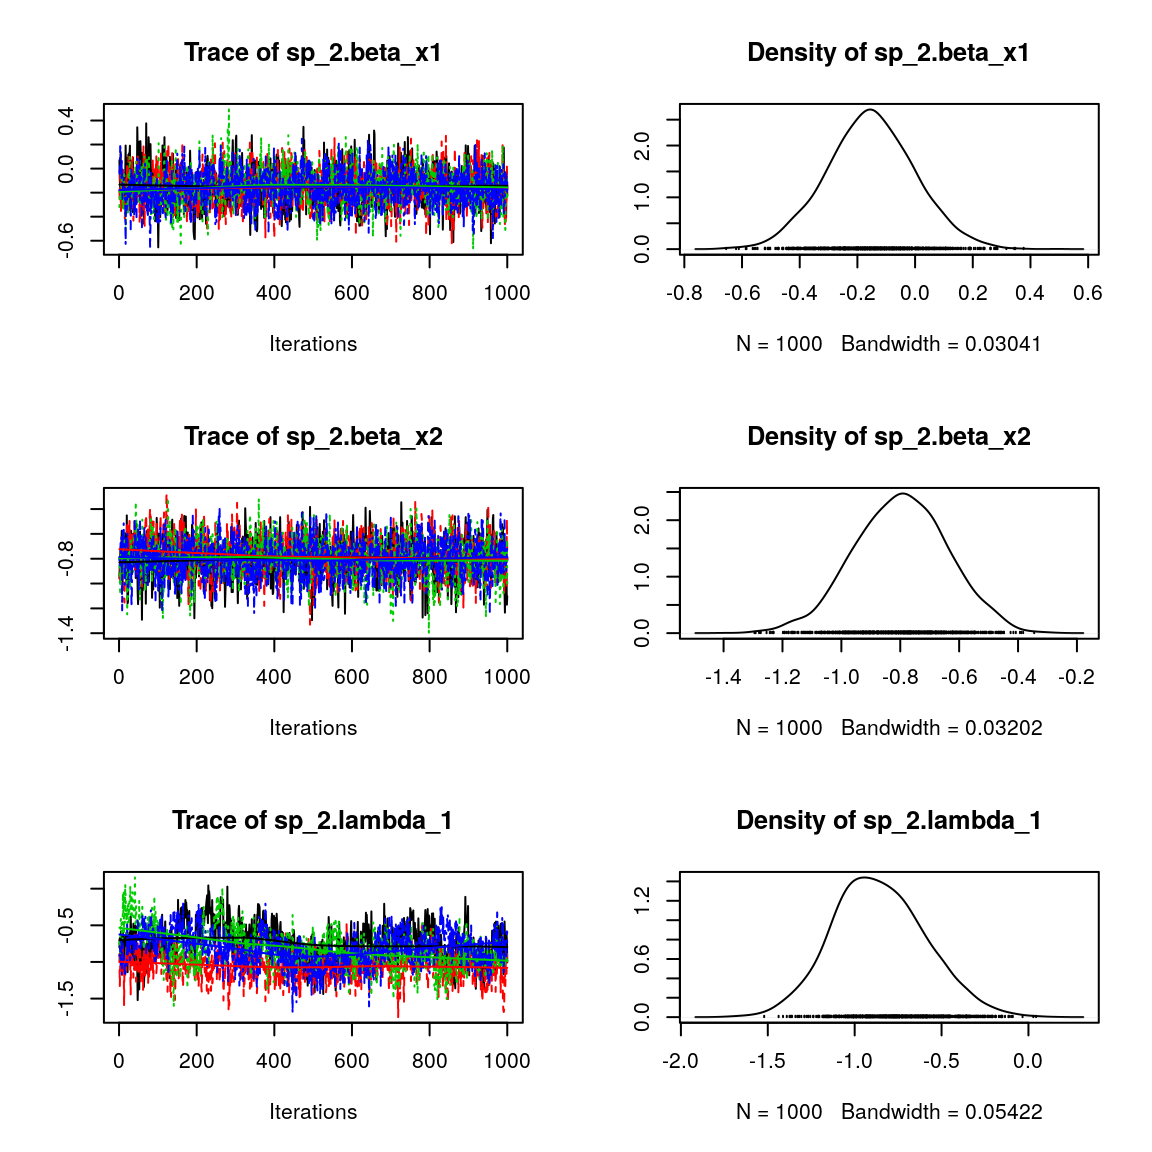 Trace of sp_2.beta_x1
0.4
0.0
-0.6
0 200 400 600 800 1000
Iterations
Density of sp_2.beta_x1
2.0
1.0
0.0
-0.8 -0.6 -0.4 -0.2 0.0 0.2 0.4 0.6
N = 1000 Bandwidth = 0.03041
Trace of sp_2.beta_x2
-0.8
-1.4
0 200 400 600 800 1000
Iterations
Density of sp_2.beta_x2
2.0
1.0
0.0
-1.4 -1.2 -1.0 -0.8 -0.6 -0.4 -0.2
N = 1000 Bandwidth = 0.03202
Trace of sp_2.lambda_1
-0.5
-1.5
0 200 400 600 800 1000
Iterations
Density of sp_2.lambda_1
1.2
0.6
0.0
-2.0 -1.5 -1.0 -0.5 0.0
N = 1000 Bandwidth = 0.05422